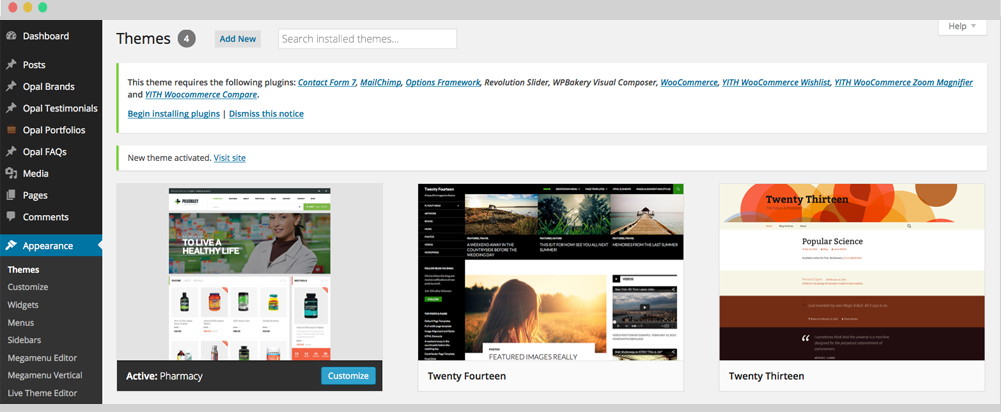 Help
Themes 4 Add New Search installed themes...
Dashboard
Posts
Opal Brands
Opal Testimonials
Opal Portfolios
Opal FAQs
Media
Pages
Comments
Appearance
Themes
Customize
Widgets
Menus
Sidebars
Megamenu Editor
Megamenu Vertical
Live Theme Editor
This theme requires the following plugins: Contact Form 7, MailChimp, Options Framework, Revolution Slider, WPBakery Visual Composer, WooCommerce, YITH WooCommerce Wishlist, YITH WooCommerce Zoom Magnifier
and YITH Woocommerce Compare.
Begin installing plugins | Dismiss this notice
New theme activated. Visit site
PHARMACY
TO LIVE A
HEALTHY LIFE
Active: Pharmacy Customize
Twenty Fourteen
A WEEKEND AWAY IN
THE COUNTRYSIDE BEFORE THE
WEDDING DAY
THIS IS IT FOR NOW! SEE YOU ALL NEXT
SUMMER
MEMORIES FROM THE LAST SUMMER
VIDEOS
FEATURED IMAGES REALLY
Twenty Fourteen
Twenty Thirteen
Popular Science
Twenty Thirteen